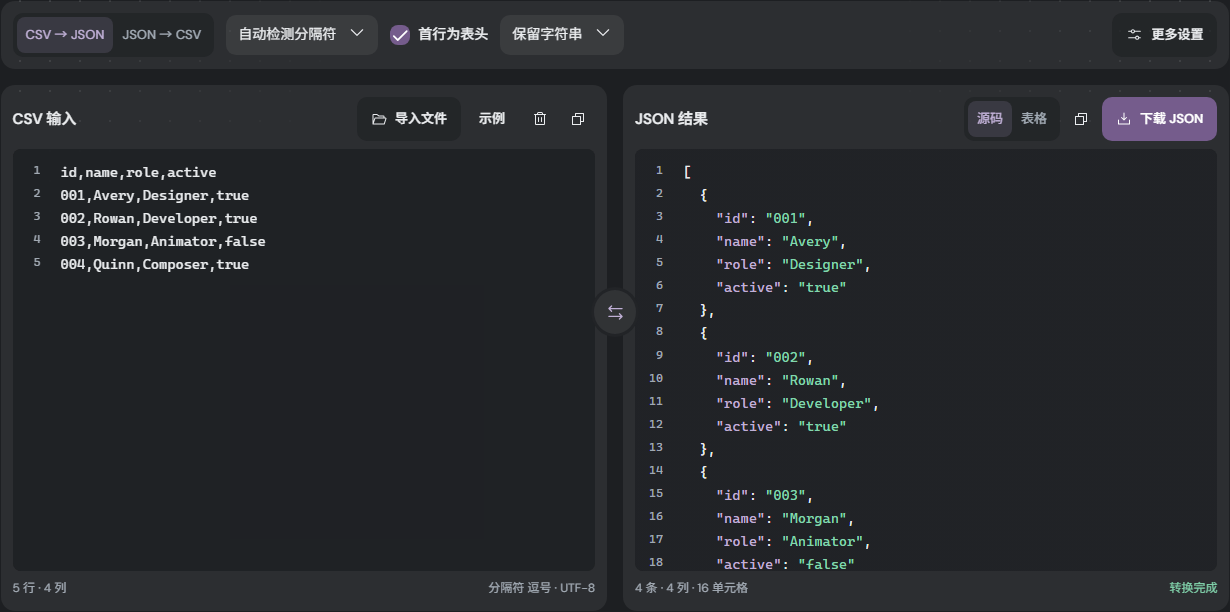 CSV → JSON JSON → CSV 自动检测分隔符 首行为表头 保留字符串 更多设置
CSV 输入 导入文件 示例
1 id,name,role,active
2 001,Avery,Designer,true
3 002,Rowan,Developer,true
4 003,Morgan,Animator,false
5 004,Quinn,Composer,true
5 行 · 4 列 分隔符 逗号 · UTF-8
JSON 结果 源码 表格 下载 JSON
1 [
2 {
3 "id": "001",
4 "name": "Avery",
5 "role": "Designer",
6 "active": "true"
7 },
8 {
9 "id": "002",
10 "name": "Rowan",
11 "role": "Developer",
12 "active": "true"
13 },
14 {
15 "id": "003",
16 "name": "Morgan",
17 "role": "Animator",
18 "active": "false"
4 条 · 4 列 · 16 单元格 转换完成